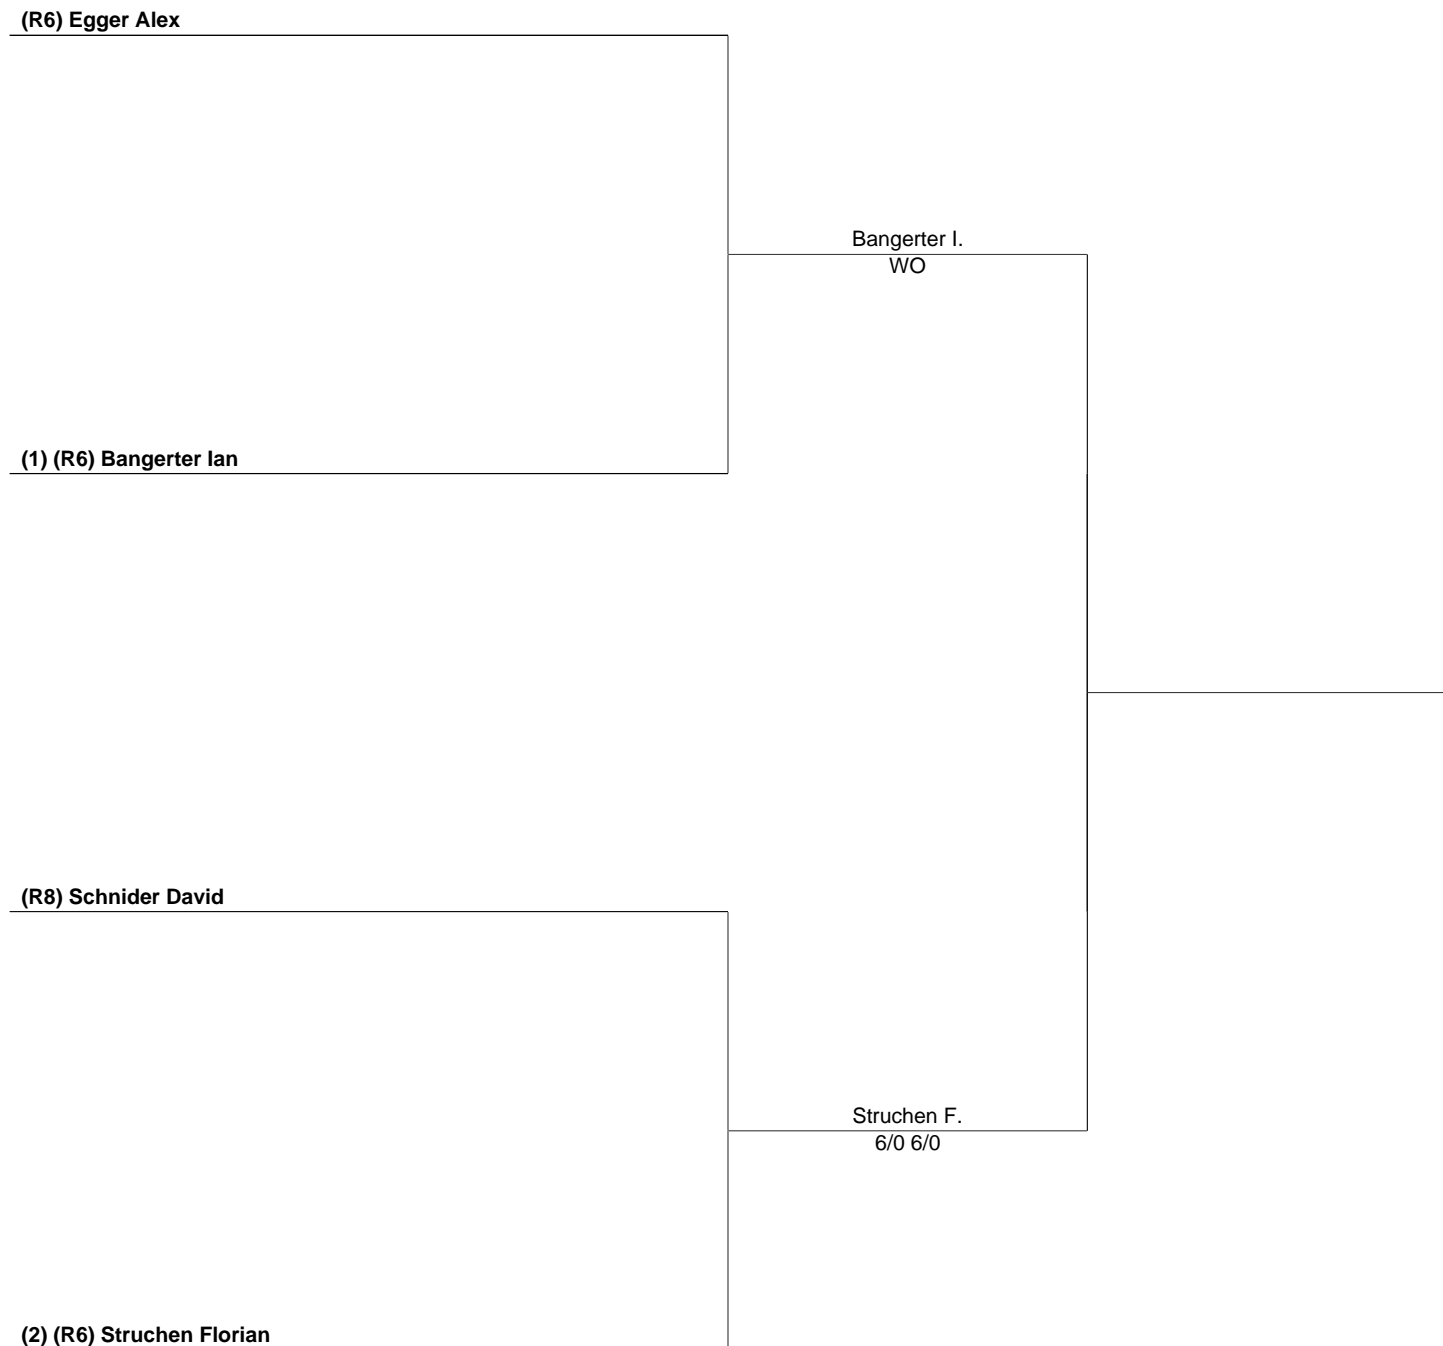 (R6) Egger Alex
Bangerter I.
WO
(1) (R6) Bangerter Ian
(R8) Schnider David
Struchen F.
6/0 6/0
(2) (R6) Struchen Florian